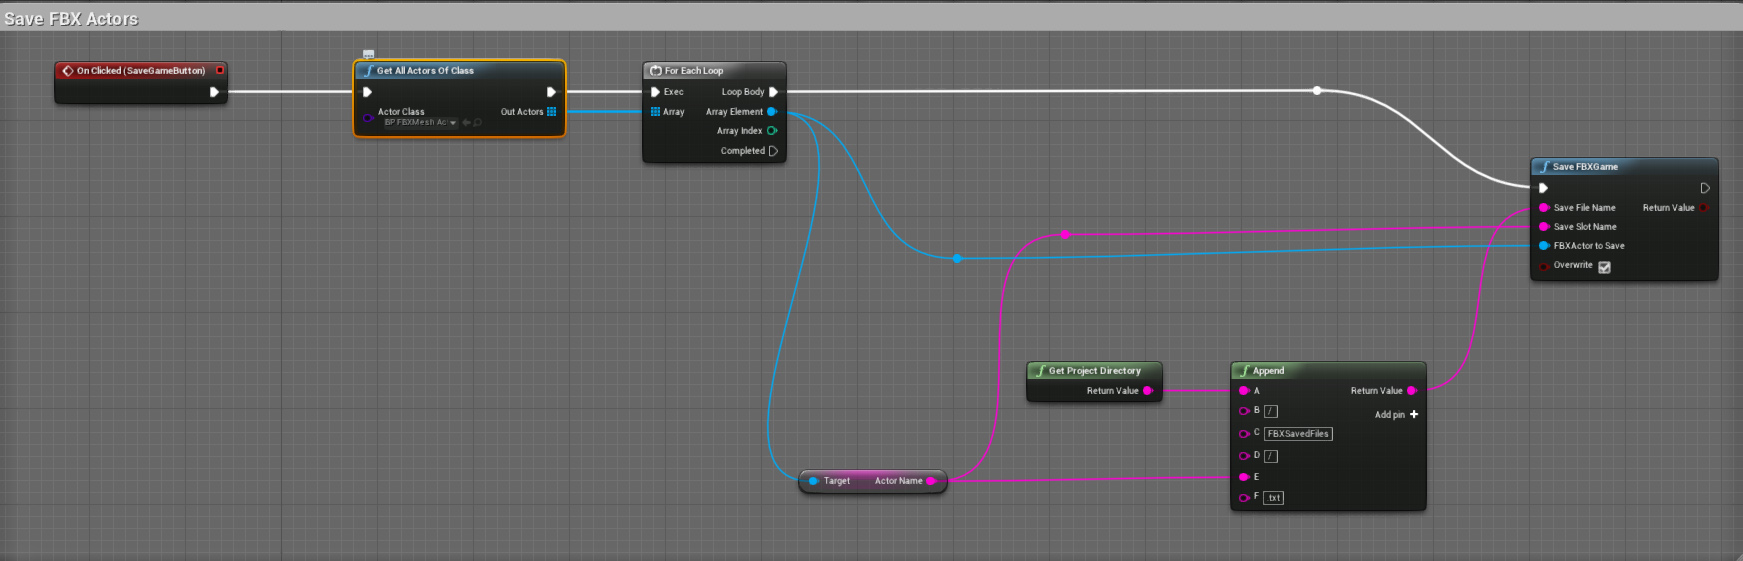 Save FBX Actors
On Clicked (SaveGameButton)
Get All Actors Of Class
Actor Class
BP FBXMesh Ac
Out Actors
For Each Loop
Exec
Loop Body
Array
Array Element
Array Index
Completed
Save FBXGame
Save File Name
Return Value
Save Slot Name
FBXActor to Save
Overwrite
Get Project Directory
Return Value
Append
A
Return Value
B /
Add pin +
C FBXSavedFiles
D /
E
F .txt
Target
Actor Name